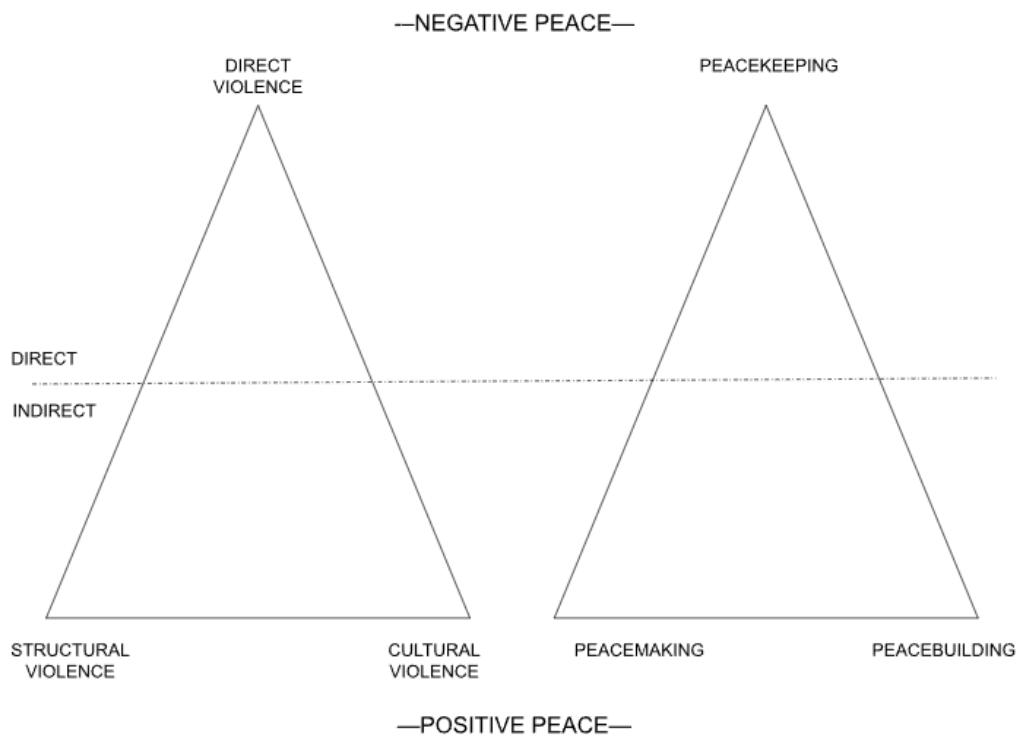 ---NEGATIVE PEACE—
DIRECT
VIOLENCE
PEACEKEEPING
DIRECT
INDIRECT
STRUCTURAL
VIOLENCE
CULTURAL
VIOLENCE
PEACEMAKING
PEACEBUILDING
—POSITIVE PEACE—